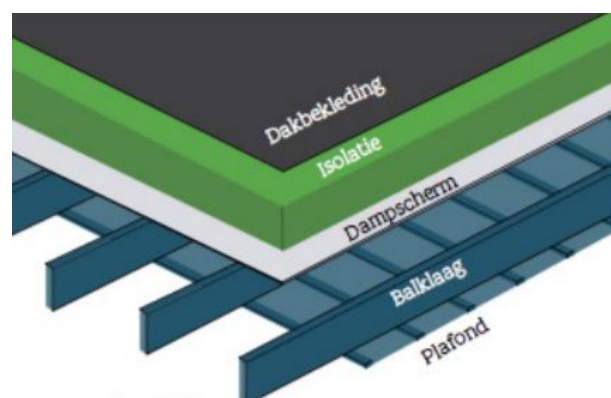 Dakbekleding
Isolatie
Dampscherm
Balklaag
Plafond